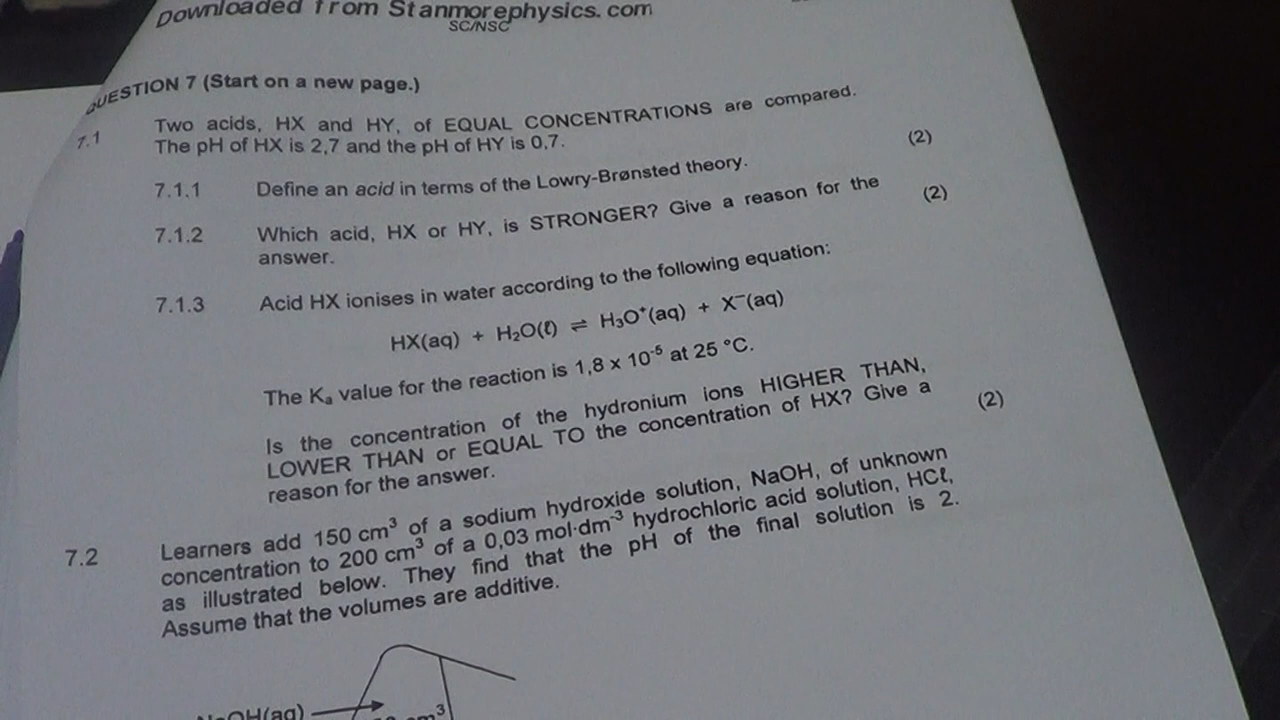 Downloaded from Stanmorephysics.com
SC/NSC
QUESTION 7 (Start on a new page.)
7.1 Two acids, HX and HY, of EQUAL CONCENTRATIONS are compared.
The pH of HX is 2,7 and the pH of HY is 0,7.
7.1.1 Define an acid in terms of the Lowry-Brønsted theory. (2)
7.1.2 Which acid, HX or HY, is STRONGER? Give a reason for the
answer. (2)
7.1.3 Acid HX ionises in water according to the following equation:
HX(aq) + H₂O(ℓ) ⇌ H₃O⁺(aq) + X⁻(aq)
The Kₐ value for the reaction is 1,8 x 10⁻⁵ at 25 °C.
Is the concentration of the hydronium ions HIGHER THAN,
LOWER THAN or EQUAL TO the concentration of HX? Give a
reason for the answer. (2)
7.2 Learners add 150 cm³ of a sodium hydroxide solution, NaOH, of unknown
concentration to 200 cm³ of a 0,03 mol·dm⁻³ hydrochloric acid solution, HCℓ,
as illustrated below. They find that the pH of the final solution is 2.
Assume that the volumes are additive.
NaOH(aq)